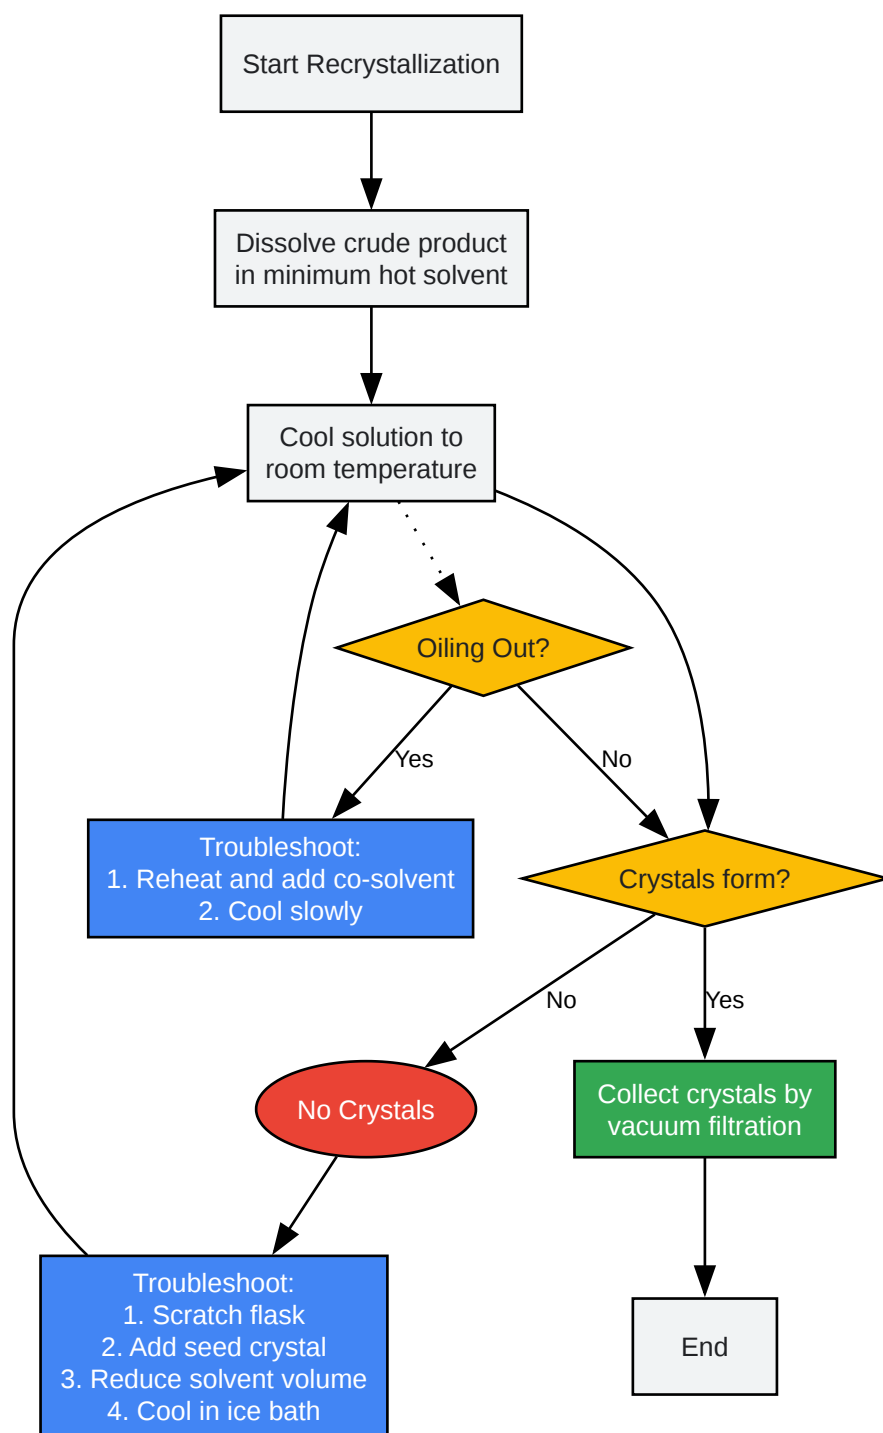 Start Recrystallization
Dissolve crude product
in minimum hot solvent
Cool solution to
room temperature
Oiling Out?
Yes
No
Troubleshoot:
1. Reheat and add co-solvent
2. Cool slowly
Crystals form?
No
Yes
No Crystals
Collect crystals by
vacuum filtration
Troubleshoot:
1. Scratch flask
2. Add seed crystal
3. Reduce solvent volume
4. Cool in ice bath
End